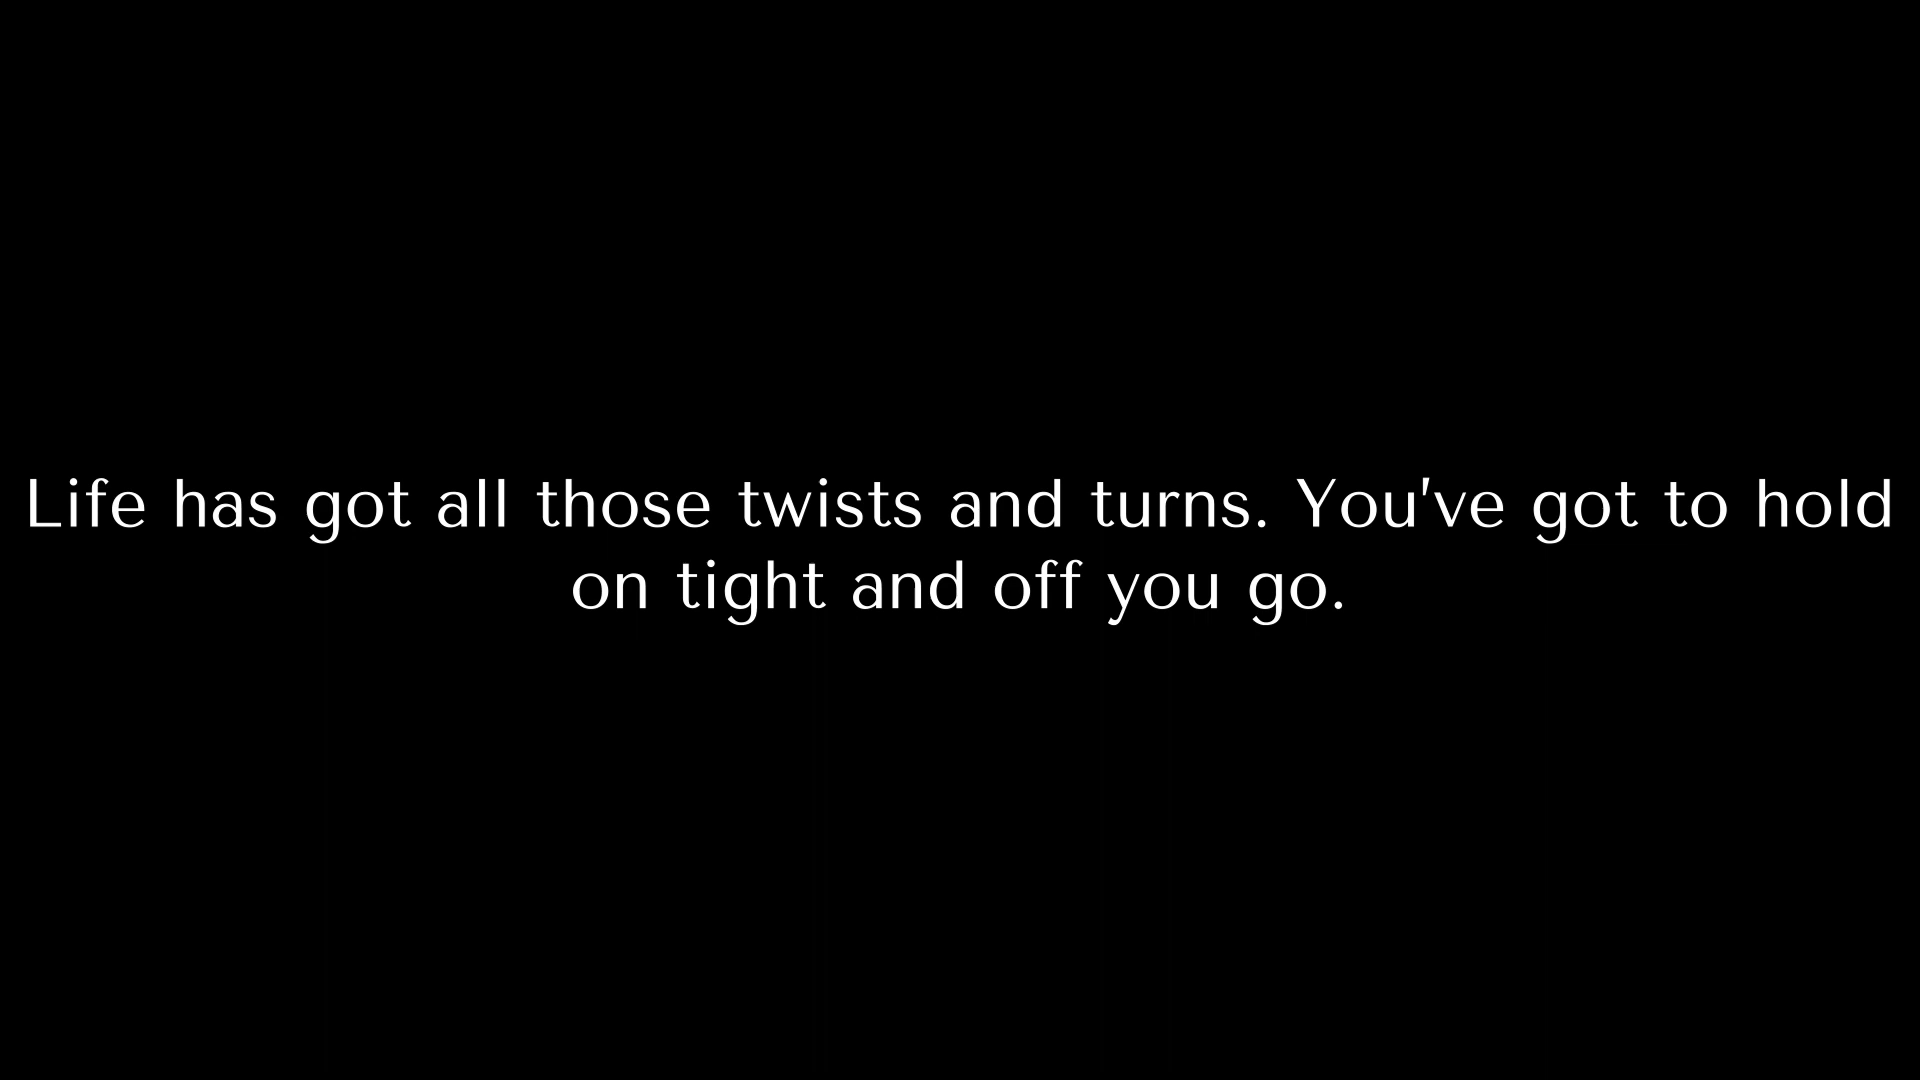 Life has got all those twists and turns. You've got to hold
on tight and off you go.